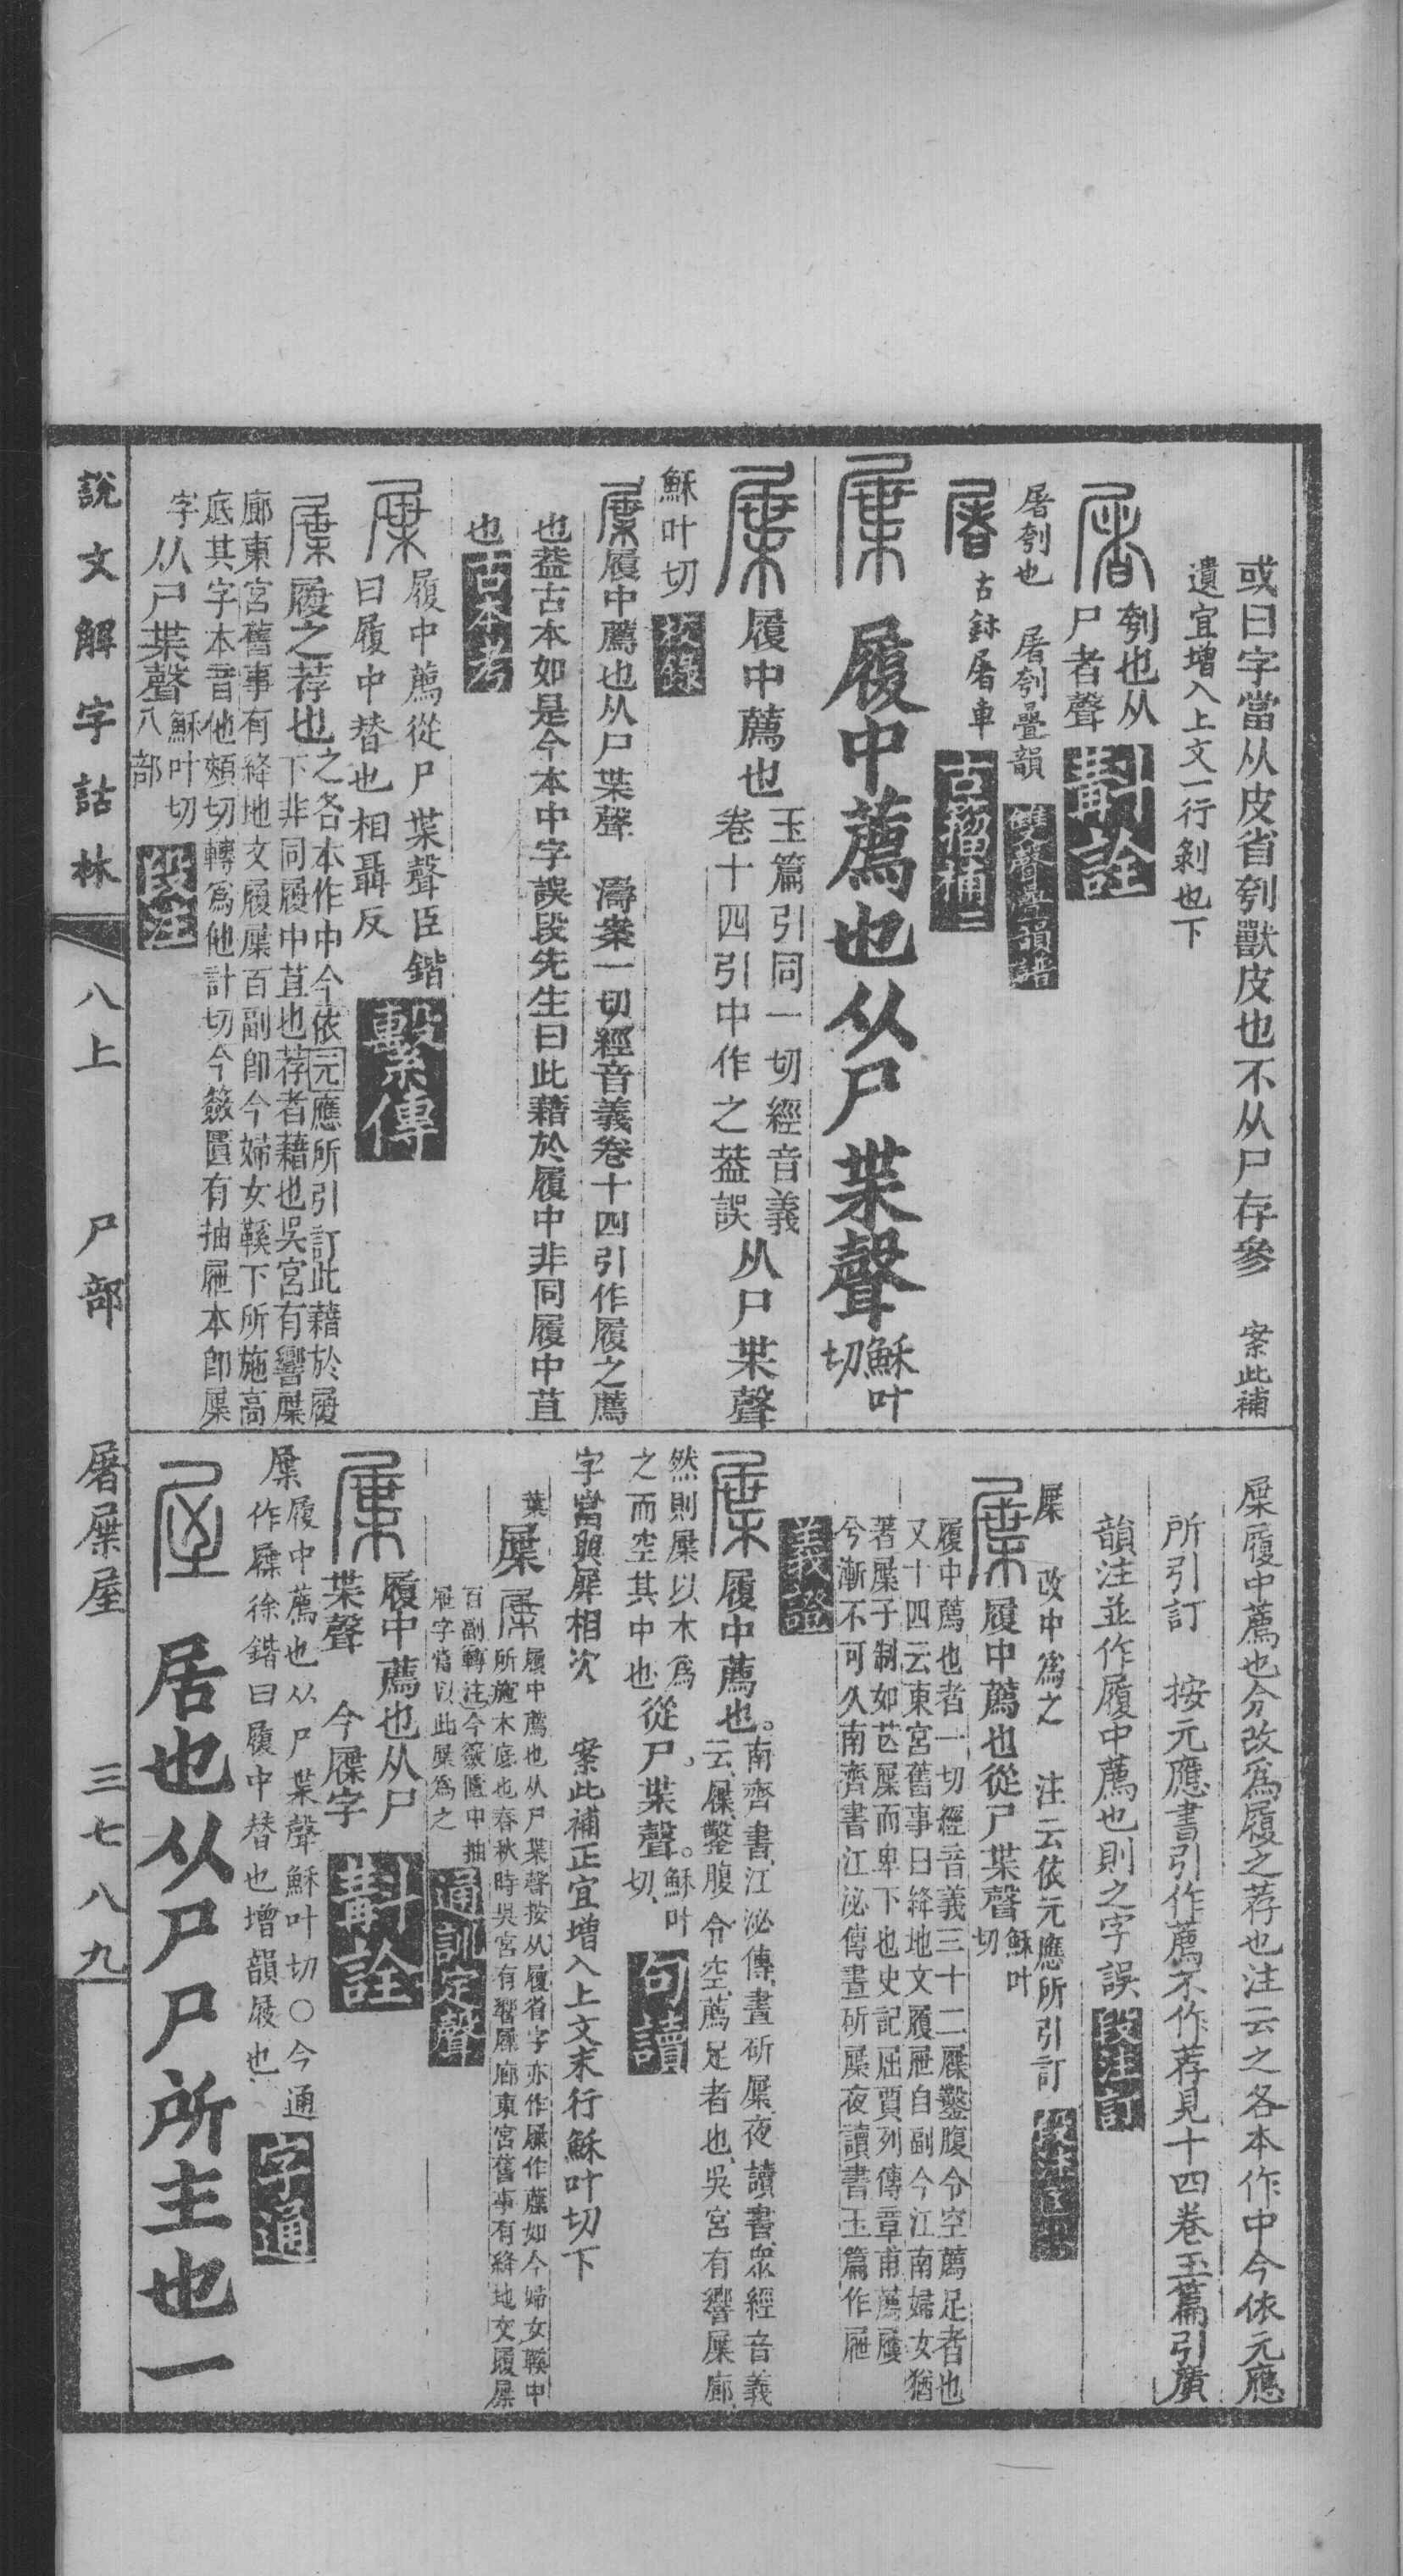 或曰字當从皮省刳獸皮也不从尸存參　案此補
遺宜增入上文一行剝也下
屠　刳也从
尸者聲　斠詮
屠刳也　屠刳疊韻　雙聲疊韻譜
屠　古鉥屠車　古籀補
屟　履中薦也从尸枼聲　穌叶
切
屟　履中薦也　玉篇引同一切經音義
卷十四引中作之葢誤　从尸枼聲
穌叶切　校錄
屟履中薦也从尸枼聲　濤案一切經音義卷十四引作履之薦
也葢古本如是今本中字誤段先生曰此藉於履中非同履中苴
也　古本考
屟　履中薦從尸枼聲臣鍇
曰履中替也相聶反　繫傳
屟　履之荐也　之各本作中今依元應所引訂此藉於履
下非同履中苴也荐者藉也吳宮有響屟
廊東宮舊事有絳地文履屟百副卽今婦女鞵下所施高
底其字本音他頰切轉爲他計切今籢匱有抽屜本卽屟
字　从尸枼聲　穌叶切
八部　段注
屟履中薦也今改爲履之荐也注云之各本作中今依元應
所引訂　按元應書引作薦不作荐見十四卷玉篇引廣
韻注並作履中薦也則之字誤　段注訂
屟　改中爲之　注云依元應所引訂　段注匡謬
屟　履中薦也從尸枼聲　穌叶
切
履中薦也者一切經音義三十二屧鑿腹令空薦足者也
又十四云東宮舊事曰絳地文履屜自副今江南婦女猶
著屟子制如芑屟而卑下也史記屈賈列傳章甫薦屨
兮漸不可久南齊書江泌傳晝斫屟夜讀書玉篇作屜
義證
屟　履中薦也。　南齊書江泌傳晝斫屟夜讀書衆經音義
云屧鑿腹令空薦足者也吳宮有響屟廊
然則屟以木爲
之而空其中也　從尸。枼聲。　穌叶
切　句讀
字當與屖相次　案此補正宜增入上文末行穌叶切下
葉　屟　屟　履中薦也从尸枼聲按从履省字亦作屧作蹀如今婦女鞵中
所施木底也春秋時吳宮有響屟廊東宮舊事有絳地文履屟
百副轉注今籢匱中抽
屜字當以此屟爲之　通訓定聲
屟　履中薦也从尸
枼聲　今屧字　斠詮
屟　履中薦也从尸枼聲穌叶切○今通
作屧徐鍇曰履中替也增韻屐也　字通
屋　居也从尸尸所主也一
說文解字詁林　八上　尸部　屠屟屋　三七八九